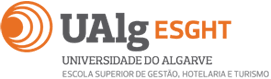 UAlg ESGHT
UNIVERSIDADE DO ALGARVE
ESCOLA SUPERIOR DE GESTÃO, HOTELARIA E TURISMO